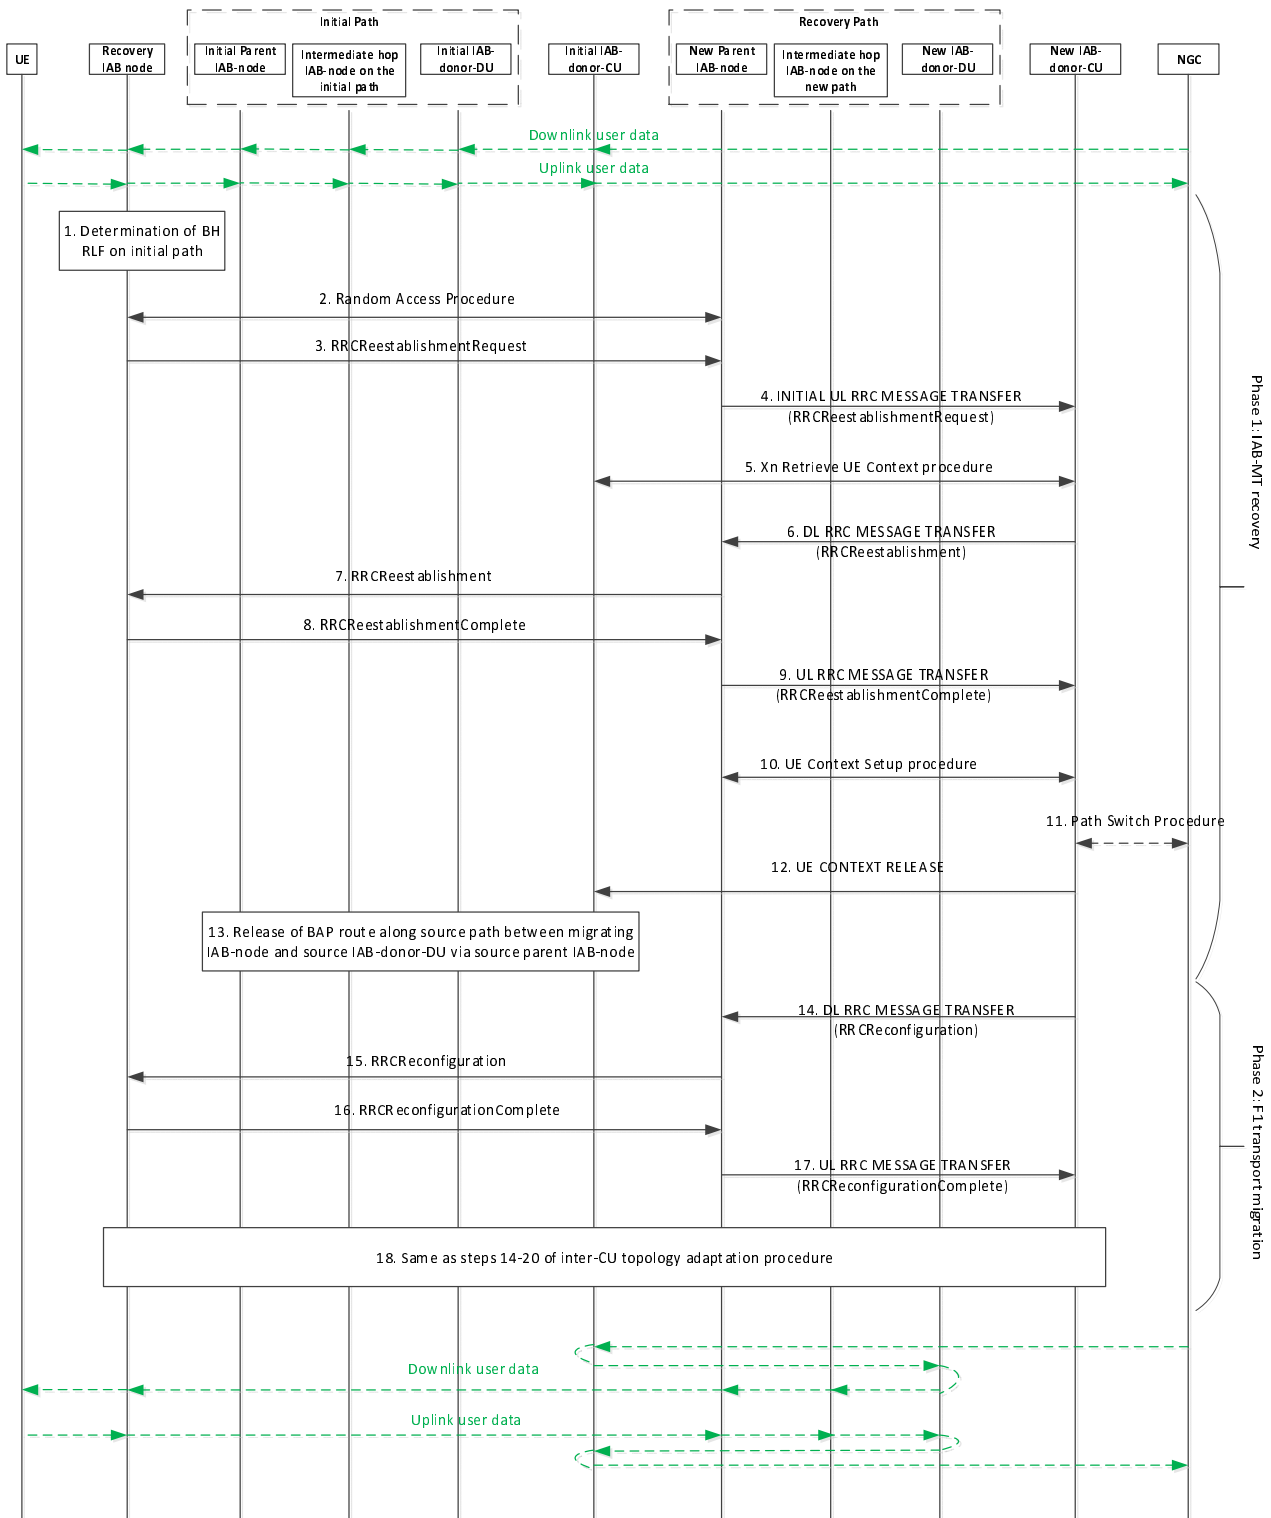 Initial Path
Recovery Path
UE
Recovery
IAB node
Initial Parent
IAB-node
Intermediate hop
IAB-node on the
initial path
Initial IAB-
donor-DU
Initial IAB-
donor-CU
New Parent
IAB-node
Intermediate hop
IAB-node on the
new path
New IAB-
donor-DU
New IAB-
donor-CU
NGC
Downlink user data
Uplink user data
1. Determination of BH
RLF on initial path
2. Random Access Procedure
3. RRCReestablishmentRequest
4. INITIAL UL RRC MESSAGE TRANSFER
(RRCReestablishmentRequest)
5. Xn Retrieve UE Context procedure
6. DL RRC MESSAGE TRANSFER
(RRCReestablishment)
7. RRCReestablishment
8. RRCReestablishmentComplete
9. UL RRC MESSAGE TRANSFER
(RRCReestablishmentComplete)
10. UE Context Setup procedure
11. Path Switch Procedure
12. UE CONTEXT RELEASE
13. Release of BAP route along source path between migrating
IAB-node and source IAB-donor-DU via source parent IAB-node
Phase 1: IAB-MT recovery
14. DL RRC MESSAGE TRANSFER
(RRCReconfiguration)
15. RRCReconfiguration
16. RRCReconfigurationComplete
17. UL RRC MESSAGE TRANSFER
(RRCReconfigurationComplete)
18. Same as steps 14-20 of inter-CU topology adaptation procedure
Phase 2: F1 transport migration
Downlink user data
Uplink user data